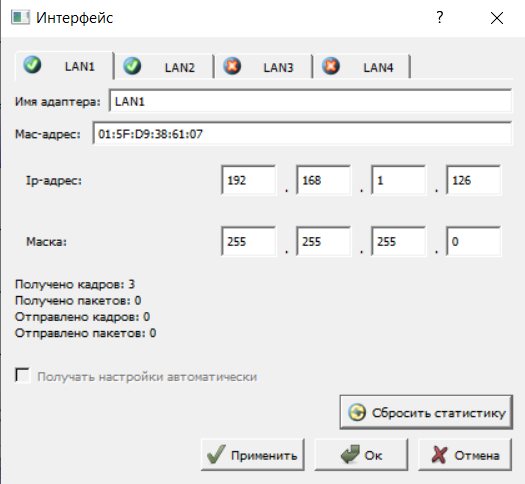 Интерфейс ? ×
LAN1 LAN2 LAN3 LAN4
Имя адаптера: LAN1
Mac-адрес: 01:5F:D9:38:61:07
Ip-адрес: 192 . 168 . 1 . 126
Маска: 255 . 255 . 255 . 0
Получено кадров: 3
Получено пакетов: 0
Отправлено кадров: 0
Отправлено пакетов: 0
Получать настройки автоматически
Сбросить статистику
Применить Ок Отмена